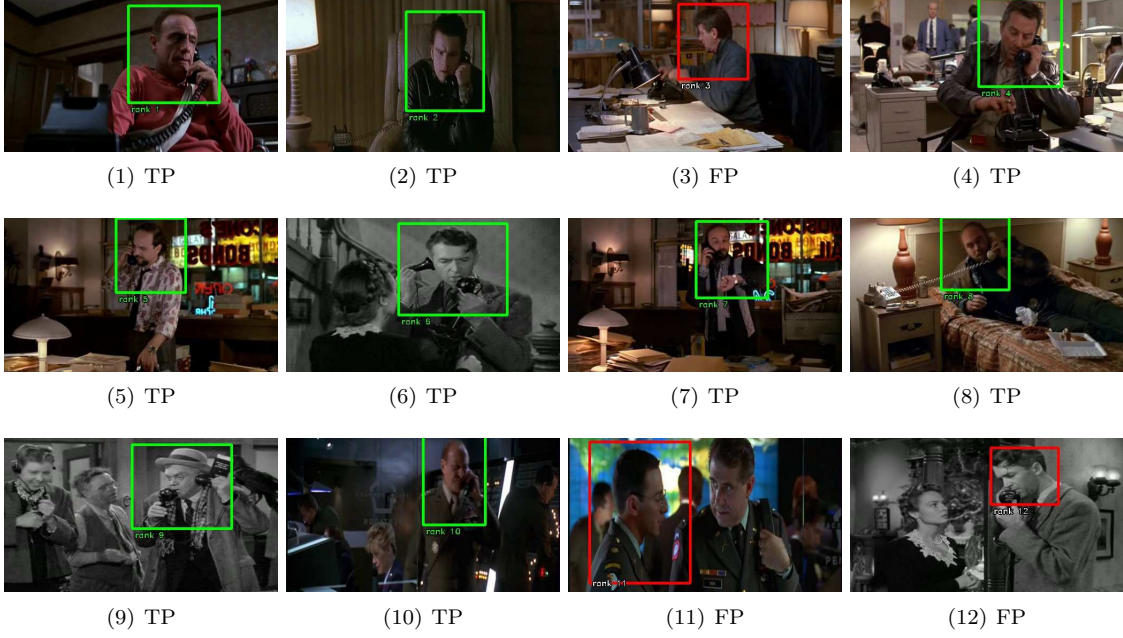 rank 1
rank 2
rank 3
rank 4
(1) TP
(2) TP
(3) FP
(4) TP
rank 5
rank 6
rank 7
rank 8
BONDS
(5) TP
(6) TP
(7) TP
(8) TP
rank 9
rank 10
rank 11
rank 12
(9) TP
(10) TP
(11) FP
(12) FP